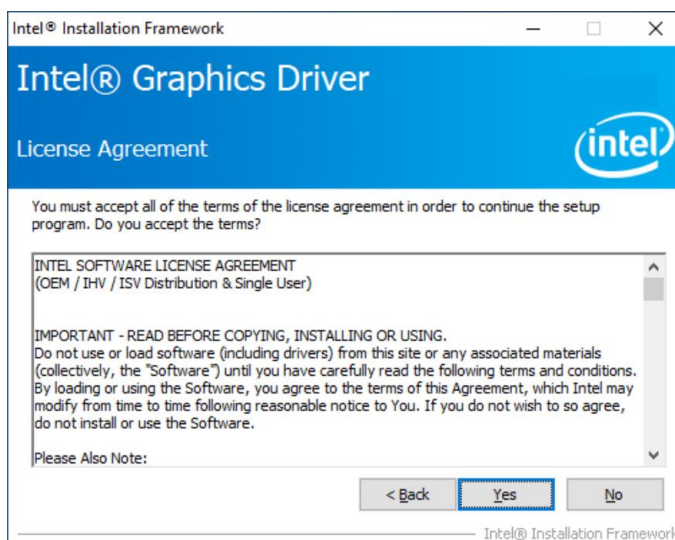 Intel® Installation Framework
Intel® Graphics Driver
License Agreement
intel
You must accept all of the terms of the license agreement in order to continue the setup
program. Do you accept the terms?
INTEL SOFTWARE LICENSE AGREEMENT
(OEM / IHV / ISV Distribution & Single User)
IMPORTANT - READ BEFORE COPYING, INSTALLING OR USING.
Do not use or load software (including drivers) from this site or any associated materials
(collectively, the "Software") until you have carefully read the following terms and conditions.
By loading or using the Software, you agree to the terms of this Agreement, which Intel may
modify from time to time following reasonable notice to You. If you do not wish to so agree,
do not install or use the Software.
Please Also Note:
< Back Yes No
Intel® Installation Framework